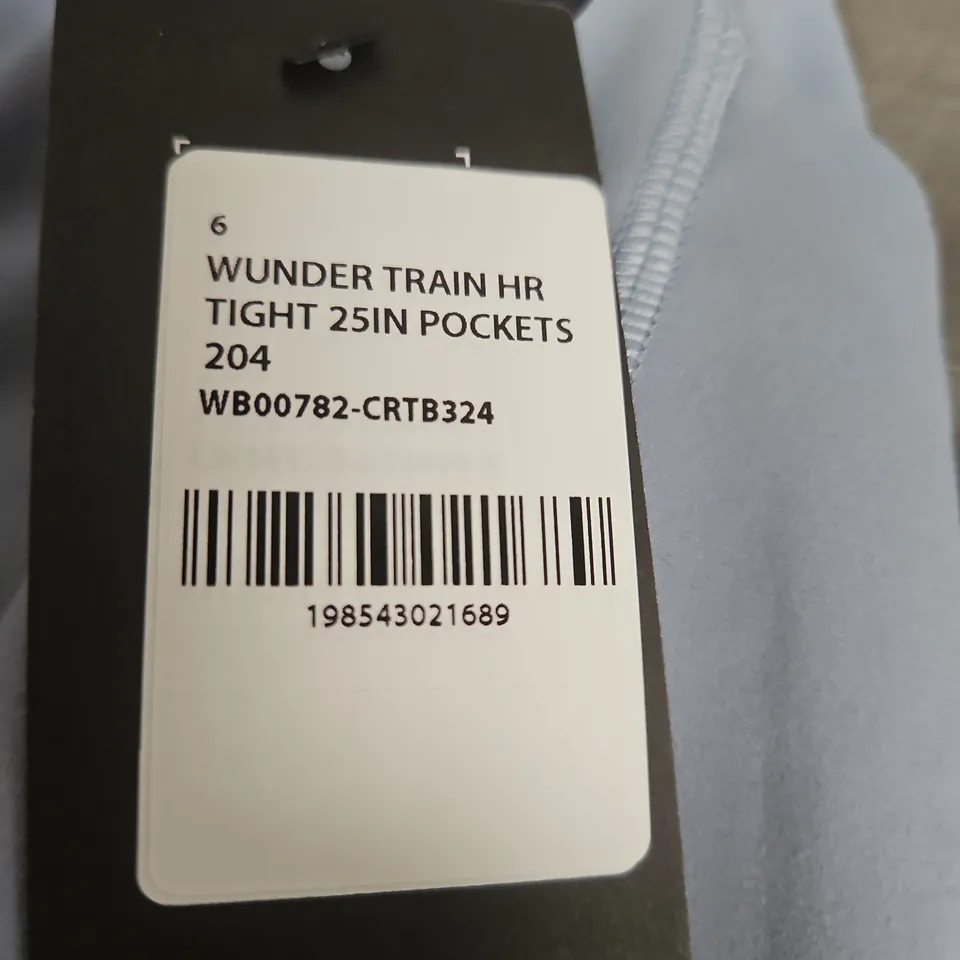 6
WUNDER TRAIN HR
TIGHT 25IN POCKETS
204
WB00782-CRTB324
198543021689